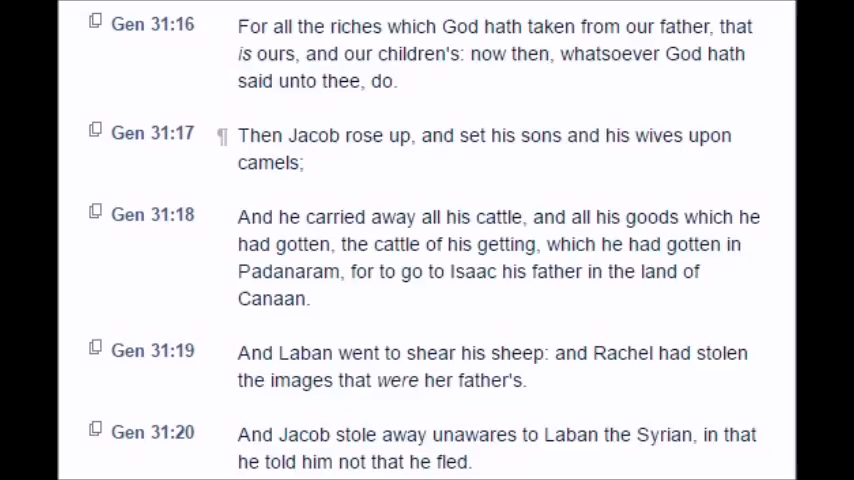 Gen 31:16 For all the riches which God hath taken from our father, that
is ours, and our children's: now then, whatsoever God hath
said unto thee, do.
Gen 31:17 ¶ Then Jacob rose up, and set his sons and his wives upon
camels;
Gen 31:18 And he carried away all his cattle, and all his goods which he
had gotten, the cattle of his getting, which he had gotten in
Padanaram, for to go to Isaac his father in the land of
Canaan.
Gen 31:19 And Laban went to shear his sheep: and Rachel had stolen
the images that were her father's.
Gen 31:20 And Jacob stole away unawares to Laban the Syrian, in that
he told him not that he fled.